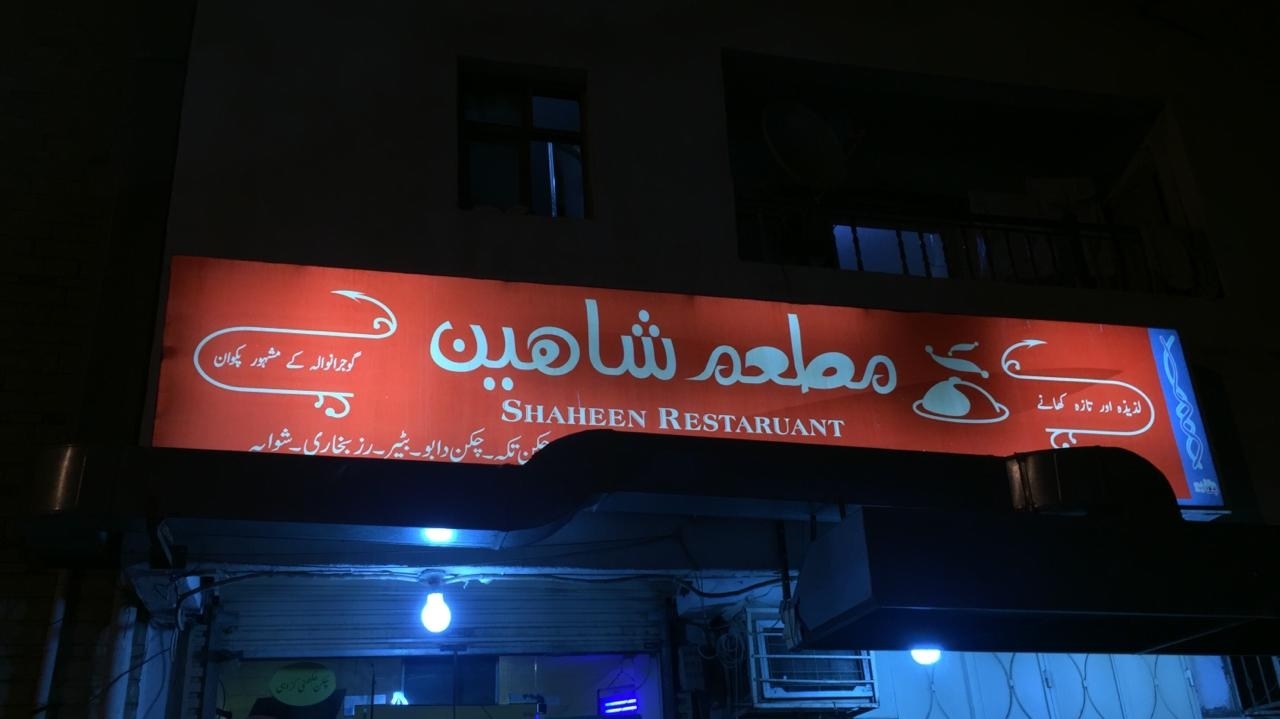 مطعم شاهين
SHAHEEN RESTARUANT
لذیذہ اور تازہ کھانے
گوجرانوالہ کے مشہور پکوان
چکن تکہ۔ چکن دابو۔ بٹیر۔ رز بخاری۔ شوایہ